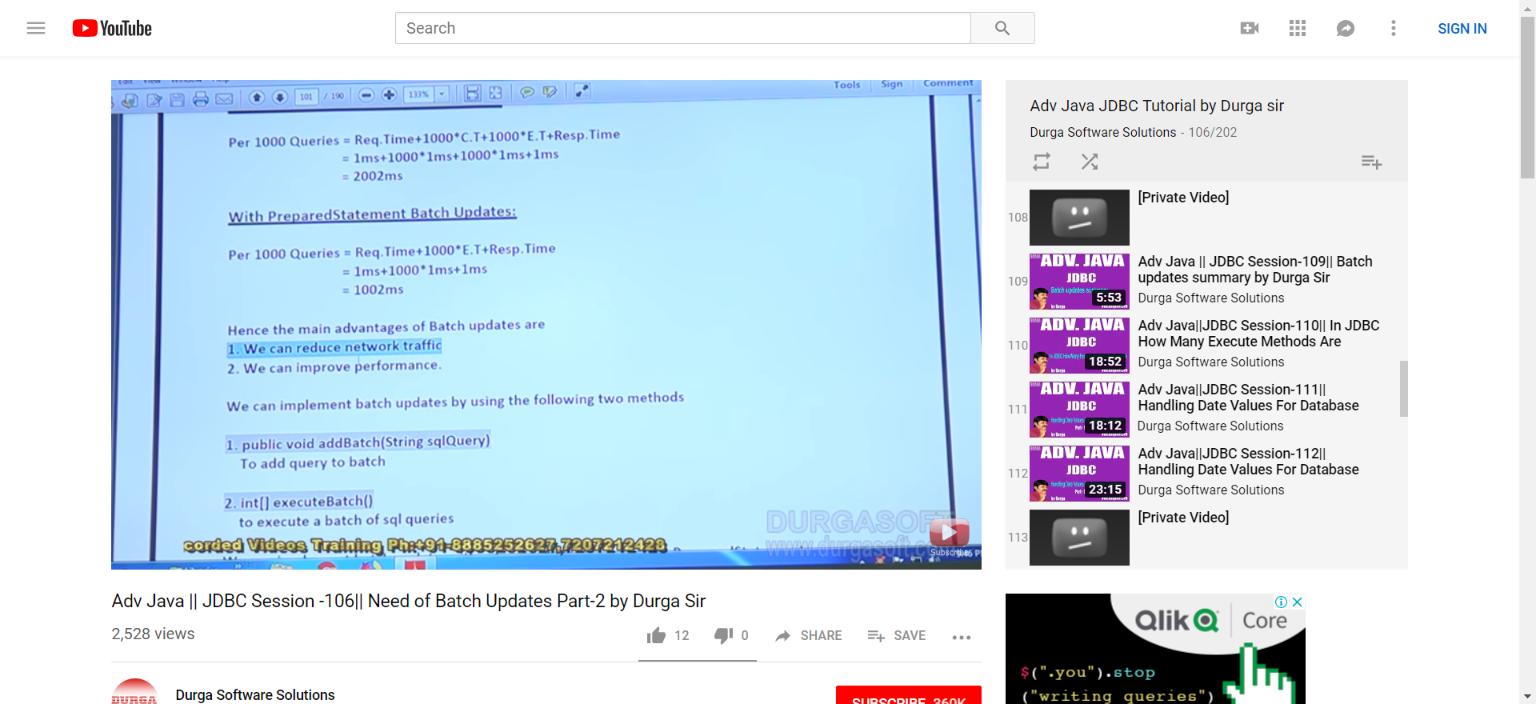 YouTube
Search
SIGN IN
Tools Sign Comment
101 / 190 133%
Per 1000 Queries = Req.Time+1000*C.T+1000*E.T+Resp.Time
= 1ms+1000*1ms+1000*1ms+1ms
= 2002ms
With PreparedStatement Batch Updates:
Per 1000 Queries = Req.Time+1000*E.T+Resp.Time
= 1ms+1000*1ms+1ms
= 1002ms
Hence the main advantages of Batch updates are
1. We can reduce network traffic
2. We can improve performance.
We can implement batch updates by using the following two methods
1. public void addBatch(String sqlQuery)
To add query to batch
2. int[] executeBatch()
to execute a batch of sql queries
DURGASOFT
www.durgasoft.c
Subscribe
corded Videos Training Ph:+91-8885252627,7207212428
Adv Java || JDBC Session -106|| Need of Batch Updates Part-2 by Durga Sir
2,528 views
12 0 SHARE SAVE
DURGA
Durga Software Solutions
SUBSCRIBE 360K
Adv Java JDBC Tutorial by Durga sir
Durga Software Solutions - 106/202
108 [Private Video]
109
ADV. JAVA
JDBC
5:53
Adv Java || JDBC Session-109|| Batch
updates summary by Durga Sir
Durga Software Solutions
110
ADV. JAVA
JDBC
18:52
Adv Java||JDBC Session-110|| In JDBC
How Many Execute Methods Are
Durga Software Solutions
111
ADV. JAVA
JDBC
18:12
Adv Java||JDBC Session-111||
Handling Date Values For Database
Durga Software Solutions
112
ADV. JAVA
JDBC
23:15
Adv Java||JDBC Session-112||
Handling Date Values For Database
Durga Software Solutions
113 [Private Video]
Qlik Core
$(".you").stop
("writing queries")